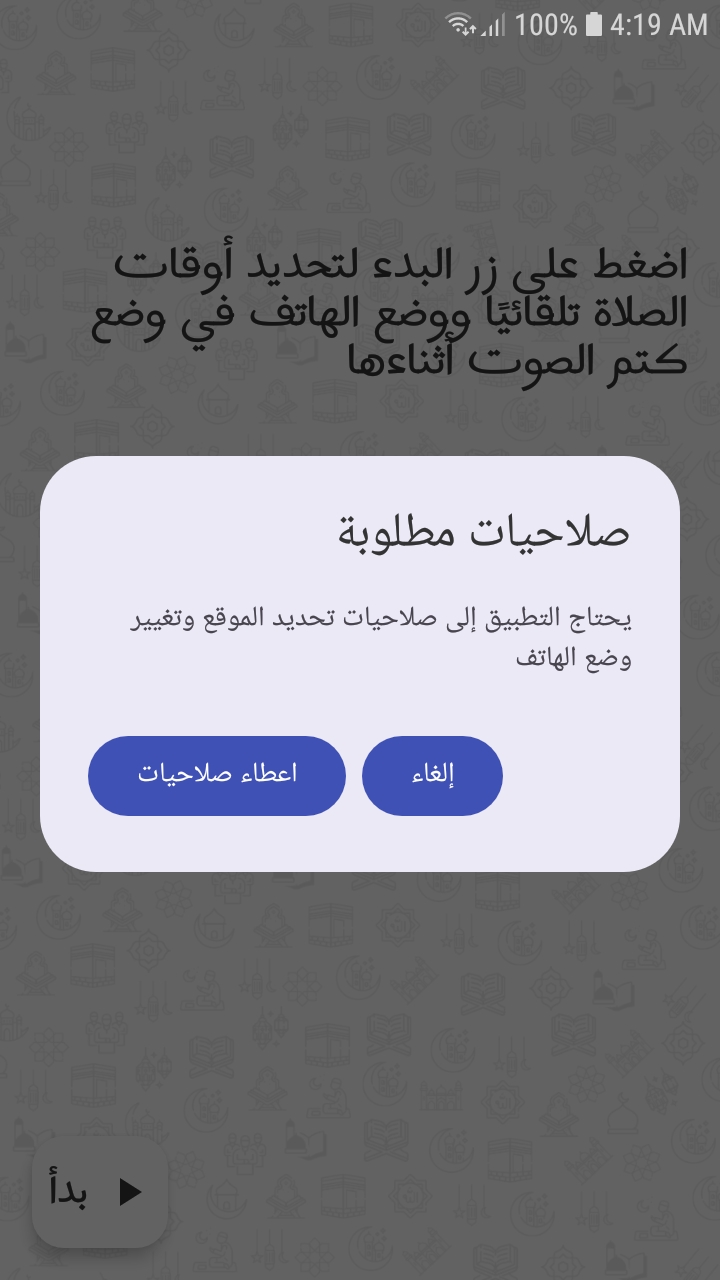 100% 4:19 AM
اضغط على زر البدء لتحديد أوقات
الصلاة تلقائيًا ووضع الهاتف في وضع
كتم الصوت أثناءها
صلاحيات مطلوبة
يحتاج التطبيق إلى صلاحيات تحديد الموقع وتغيير
وضع الهاتف
إلغاء
اعطاء صلاحيات
بدأ